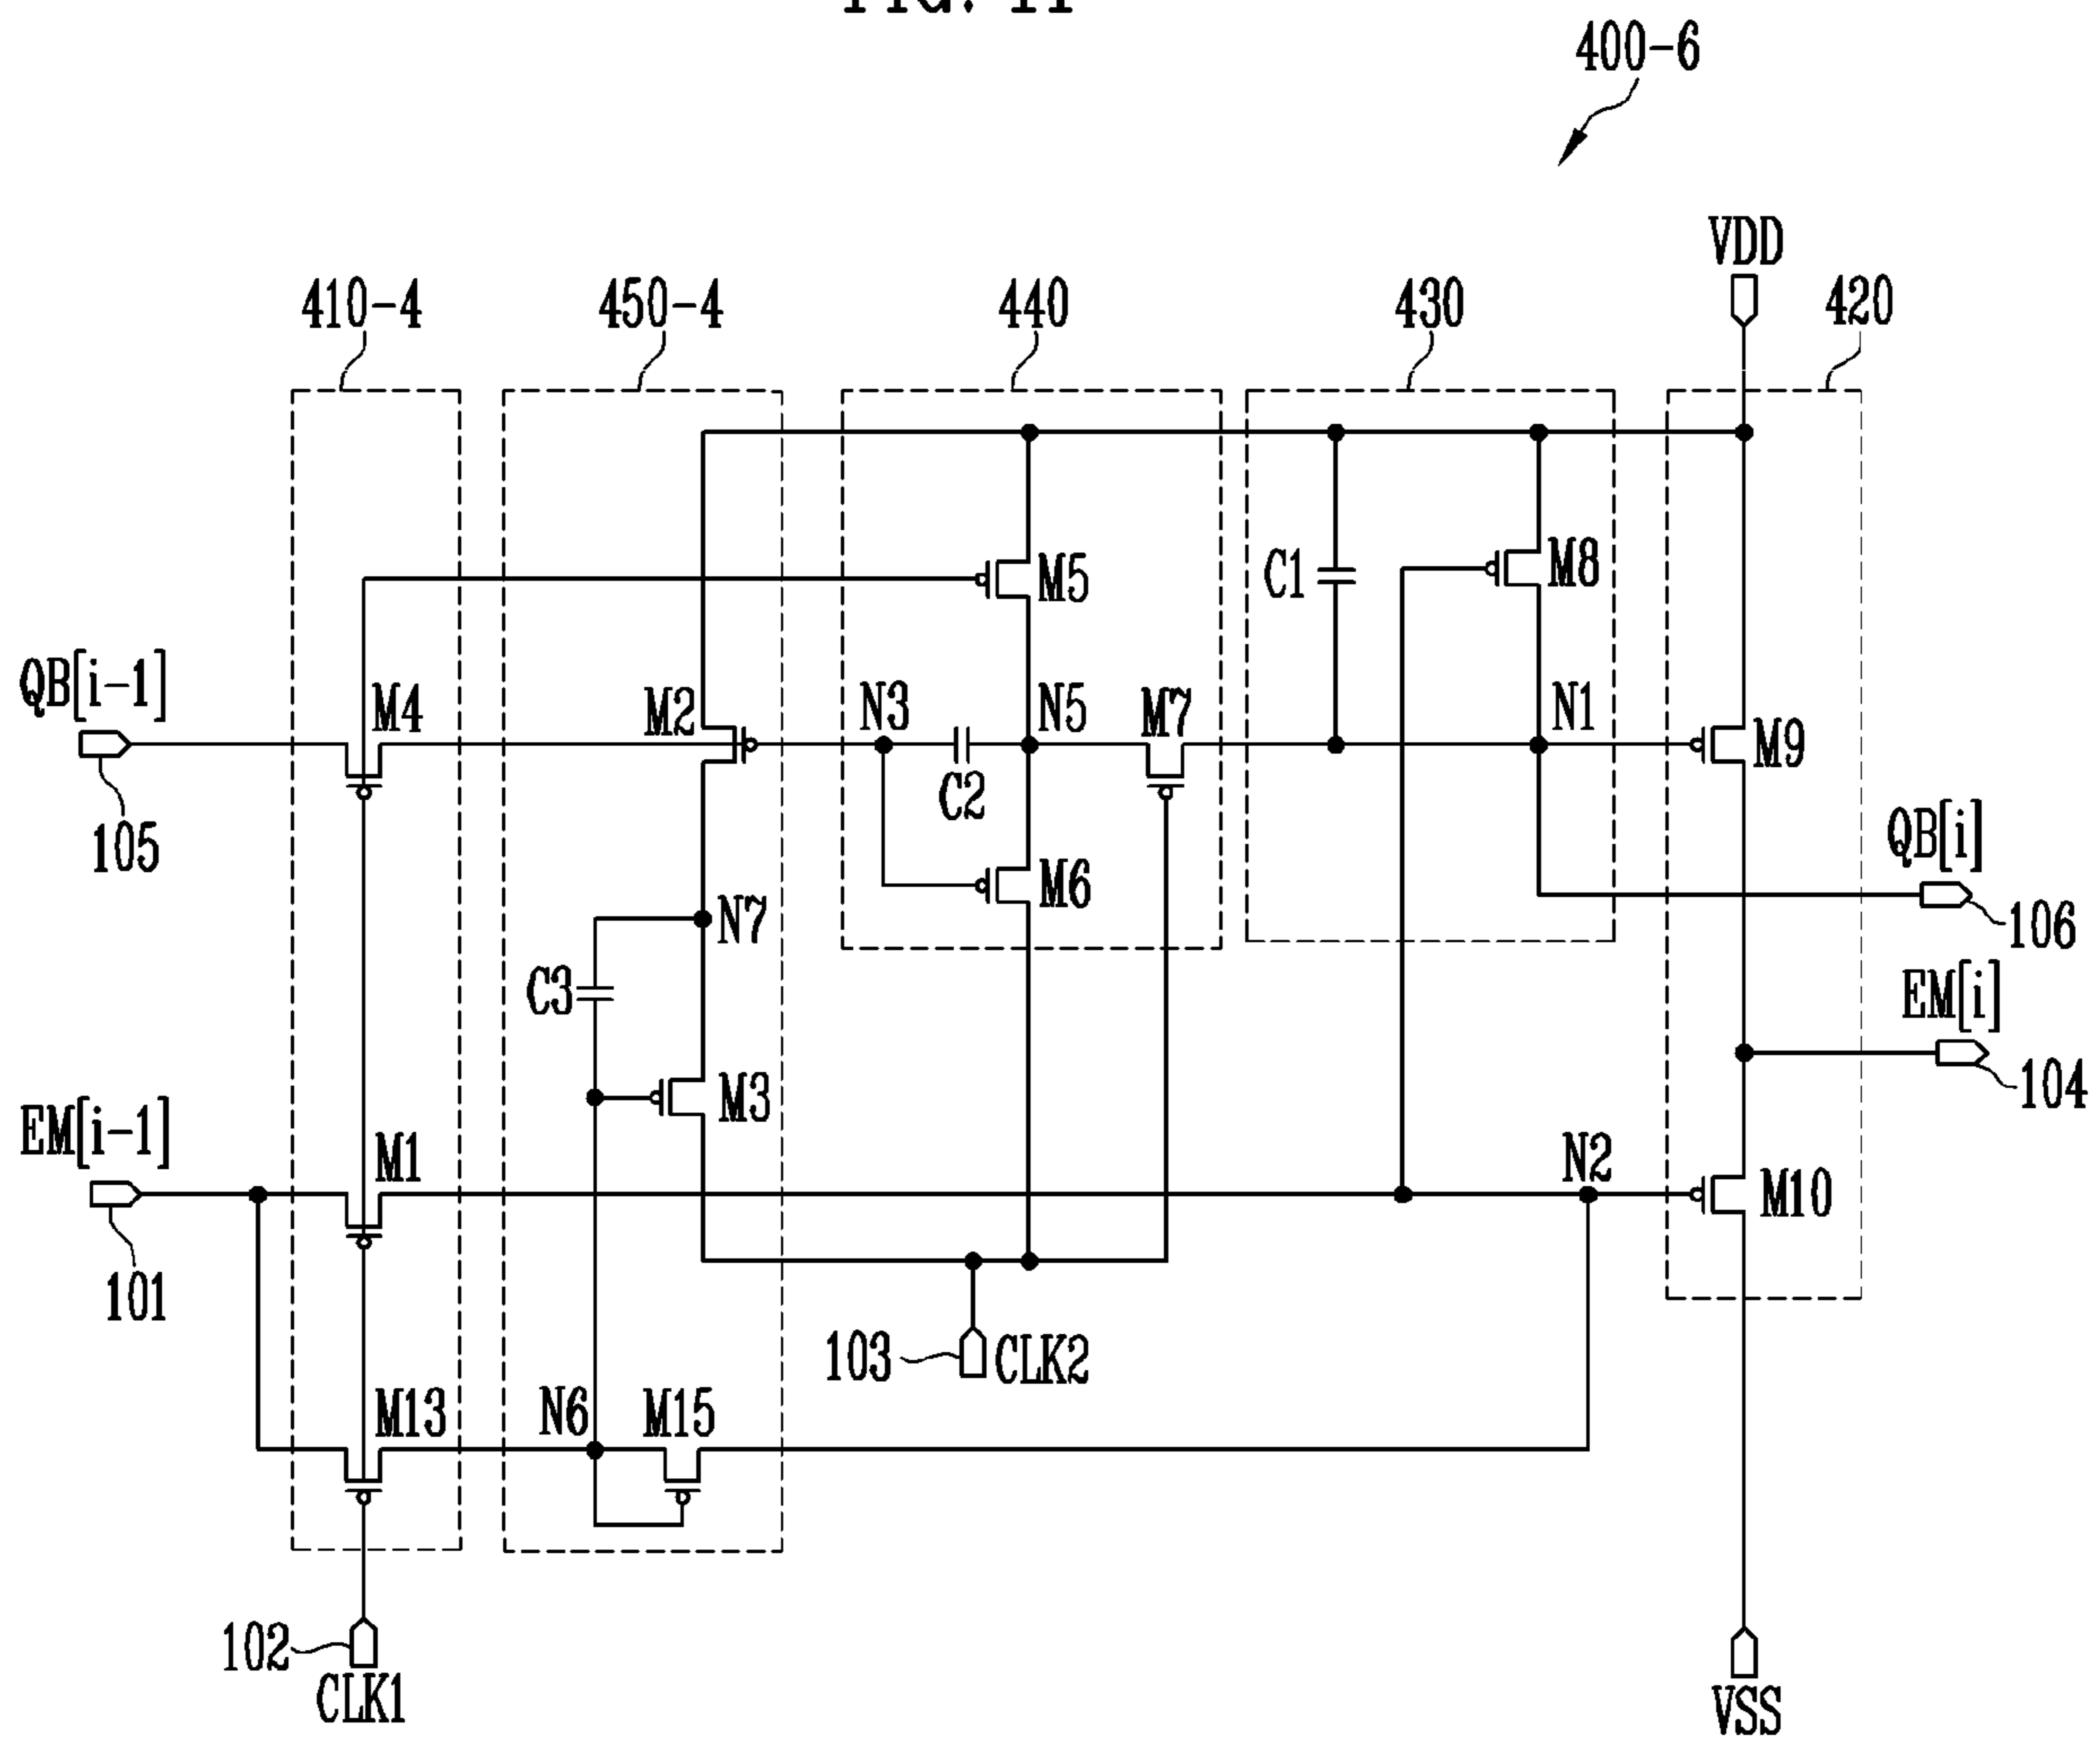 FIG. 11
400-6
VDD
410-4
450-4
440
430
420
M5
C1
M8
QB[i-1]
M4
M2
N3
N5
M7
N1
M9
C2
105
QB[i]
M6
N7
106
C3
EM[i]
M3
104
EM[i-1]
M1
N2
M10
101
103
CLK2
M13
N6
M15
102
CLK1
VSS